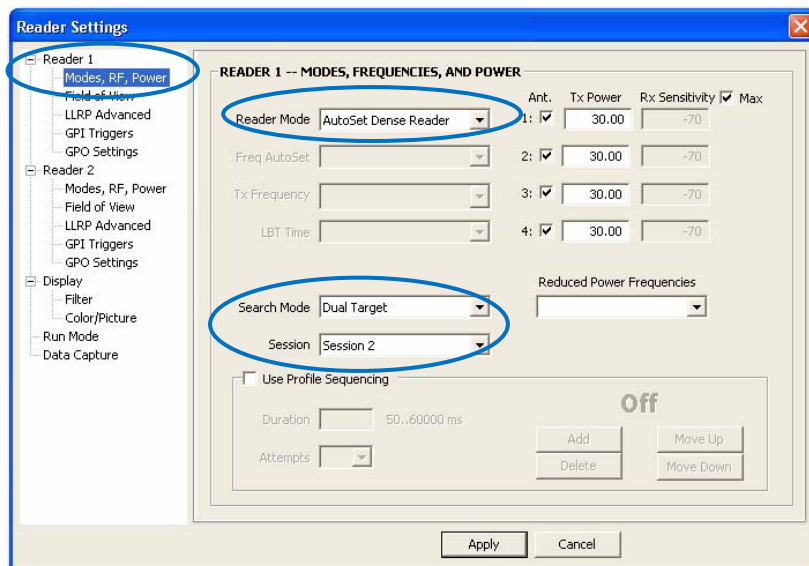 Reader Settings
Reader 1
Modes, RF, Power
Field of View
LLRP Advanced
GPI Triggers
GPO Settings
Reader 2
Modes, RF, Power
Field of View
LLRP Advanced
GPI Triggers
GPO Settings
Display
Filter
Color/Picture
Run Mode
Data Capture
READER 1 -- MODES, FREQUENCIES, AND POWER
Ant. Tx Power Rx Sensitivity Max
Reader Mode AutoSet Dense Reader 1: 30.00 -70
Freq AutoSet 2: 30.00 -70
Tx Frequency 3: 30.00 -70
LBT Time 4: 30.00 -70
Reduced Power Frequencies
Search Mode Dual Target
Session Session 2
Use Profile Sequencing
Off
Duration 50..60000 ms
Add Move Up
Attempts
Delete Move Down
Apply Cancel